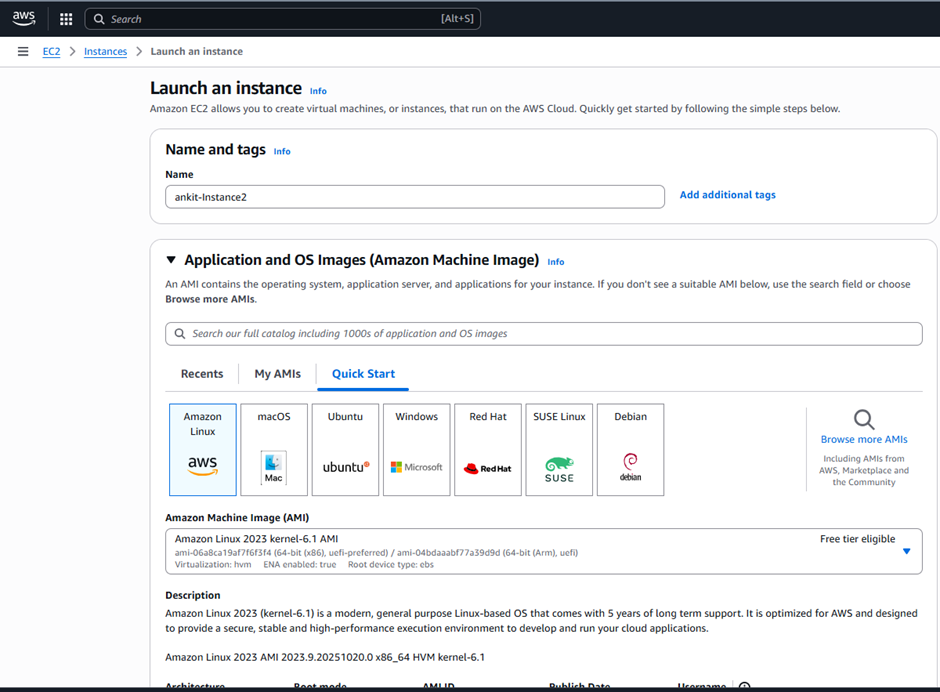 aws
Search
[Alt+S]
EC2 > Instances > Launch an instance
Launch an instance Info
Amazon EC2 allows you to create virtual machines, or instances, that run on the AWS Cloud. Quickly get started by following the simple steps below.
Name and tags Info
Name
ankit-Instance2
Add additional tags
Application and OS Images (Amazon Machine Image) Info
An AMI contains the operating system, application server, and applications for your instance. If you don't see a suitable AMI below, use the search field or choose
Browse more AMIs.
Search our full catalog including 1000s of application and OS images
Recents
My AMIs
Quick Start
Amazon
Linux
aws
macOS
Mac
Ubuntu
ubuntu
Windows
Microsoft
Red Hat
Red Hat
SUSE Linux
SUSE
Debian
debian
Browse more AMIs
Including AMIs from
AWS, Marketplace and
the Community
Amazon Machine Image (AMI)
Amazon Linux 2023 kernel-6.1 AMI
Free tier eligible
ami-06a8ca19af7f6f3f4 (64-bit (x86), uefi-preferred) / ami-04bdaaabf77a39d9d (64-bit (Arm), uefi)
Virtualization: hvm ENA enabled: true Root device type: ebs
Description
Amazon Linux 2023 (kernel-6.1) is a modern, general purpose Linux-based OS that comes with 5 years of long term support. It is optimized for AWS and designed
to provide a secure, stable and high-performance execution environment to develop and run your cloud applications.
Amazon Linux 2023 AMI 2023.9.20251020.0 x86_64 HVM kernel-6.1
Architecture Boot mode AMI ID Publish Date Username